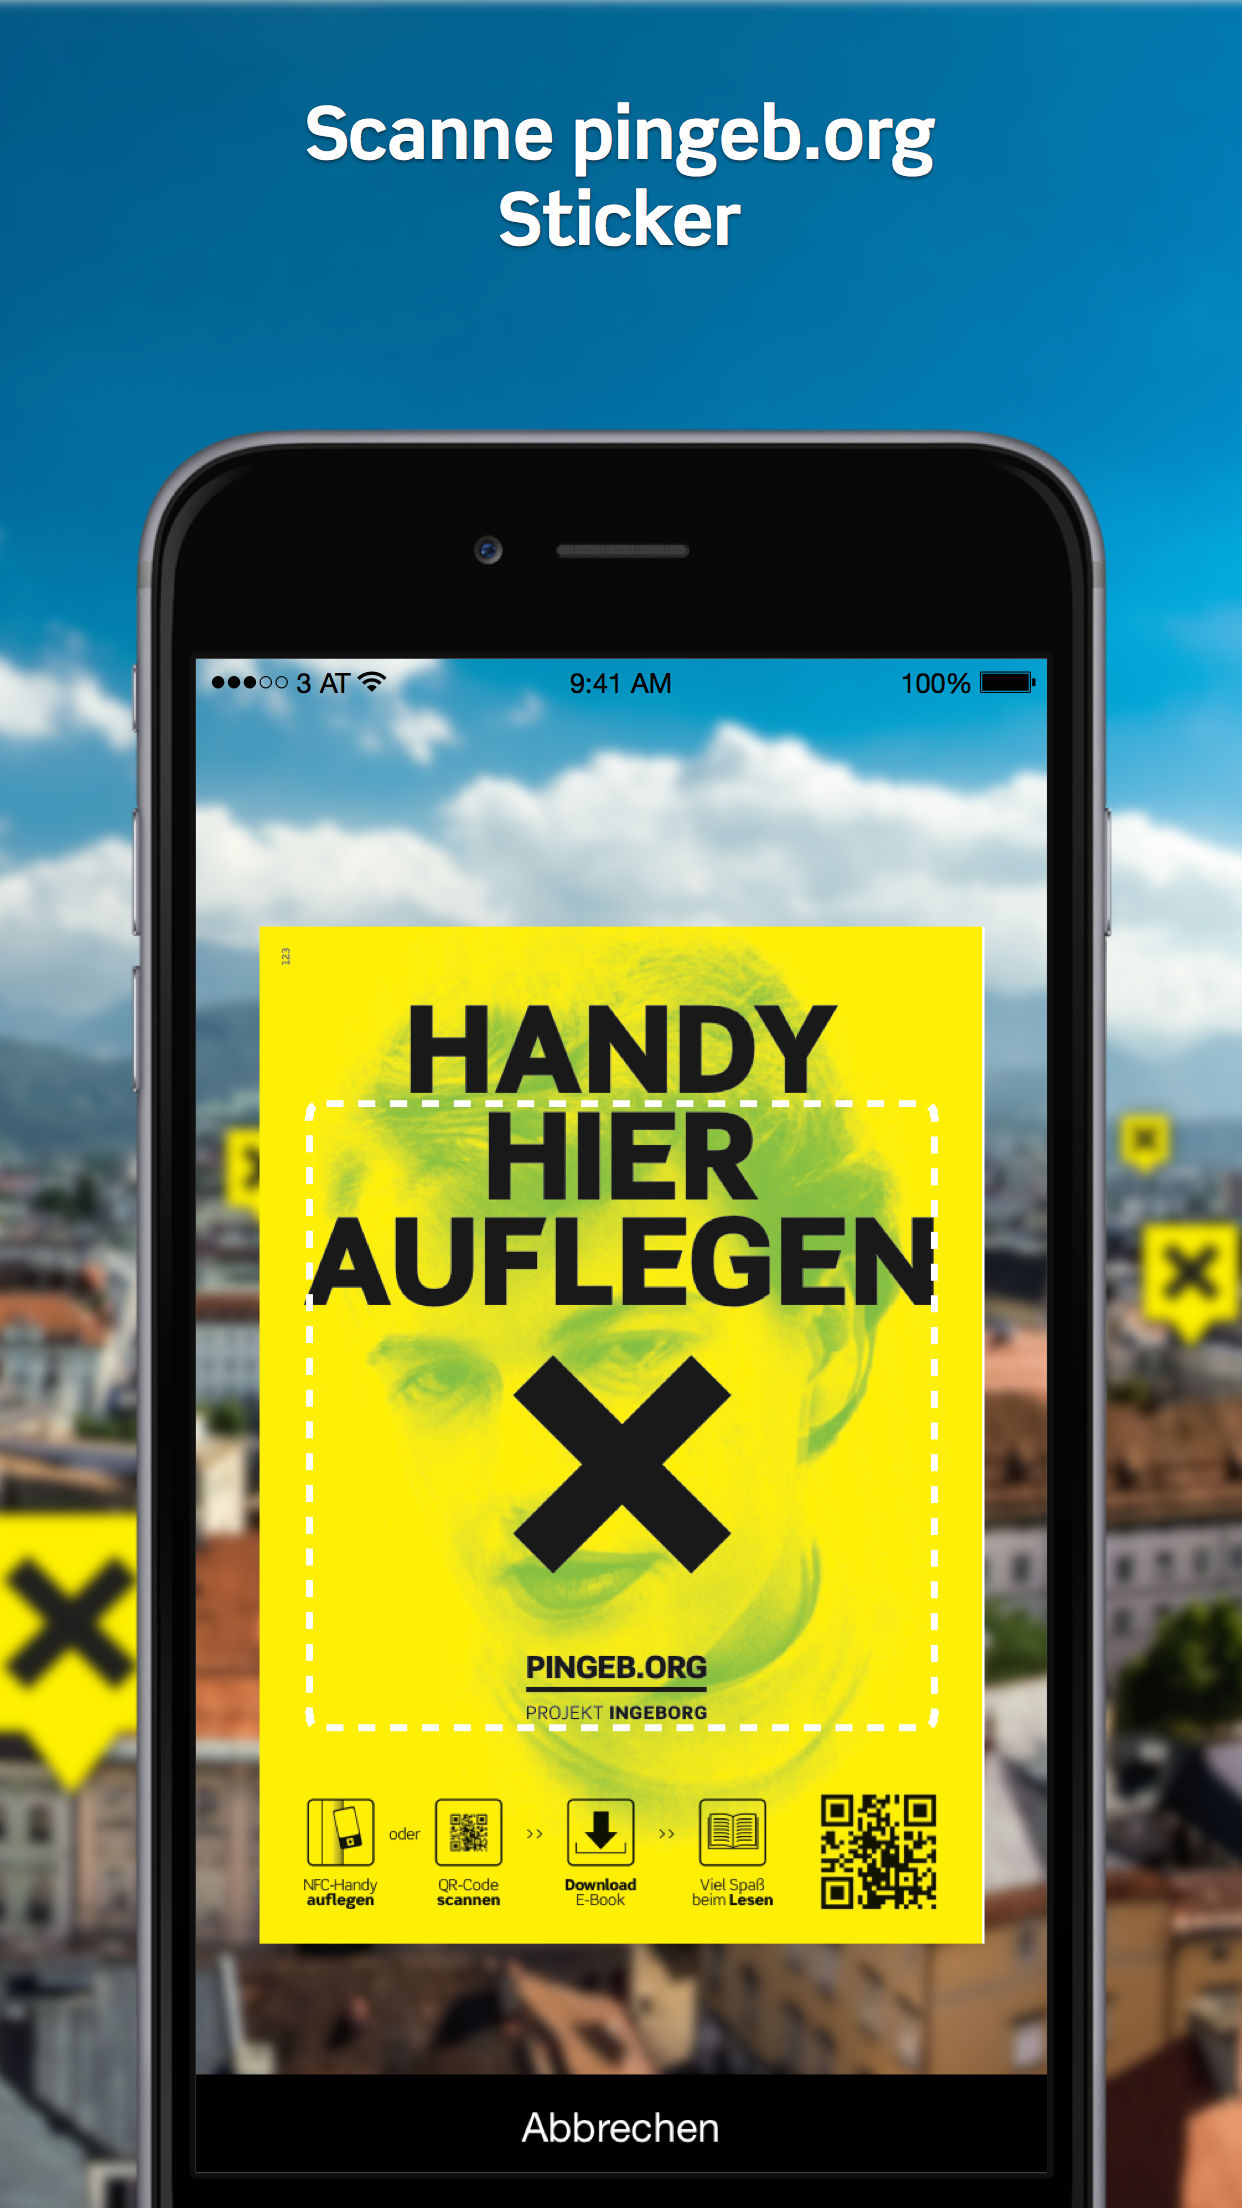 Scanne pingeb.org
Sticker
3 AT 9:41 AM 100%
123
HANDY
HIER
AUFLEGEN
PINGEB.ORG
PROJEKT INGEBORG
NFC-Handy
auflegen
oder
QR-Code
scannen
>>
Download
E-Book
>>
Viel Spaß
beim Lesen
Abbrechen